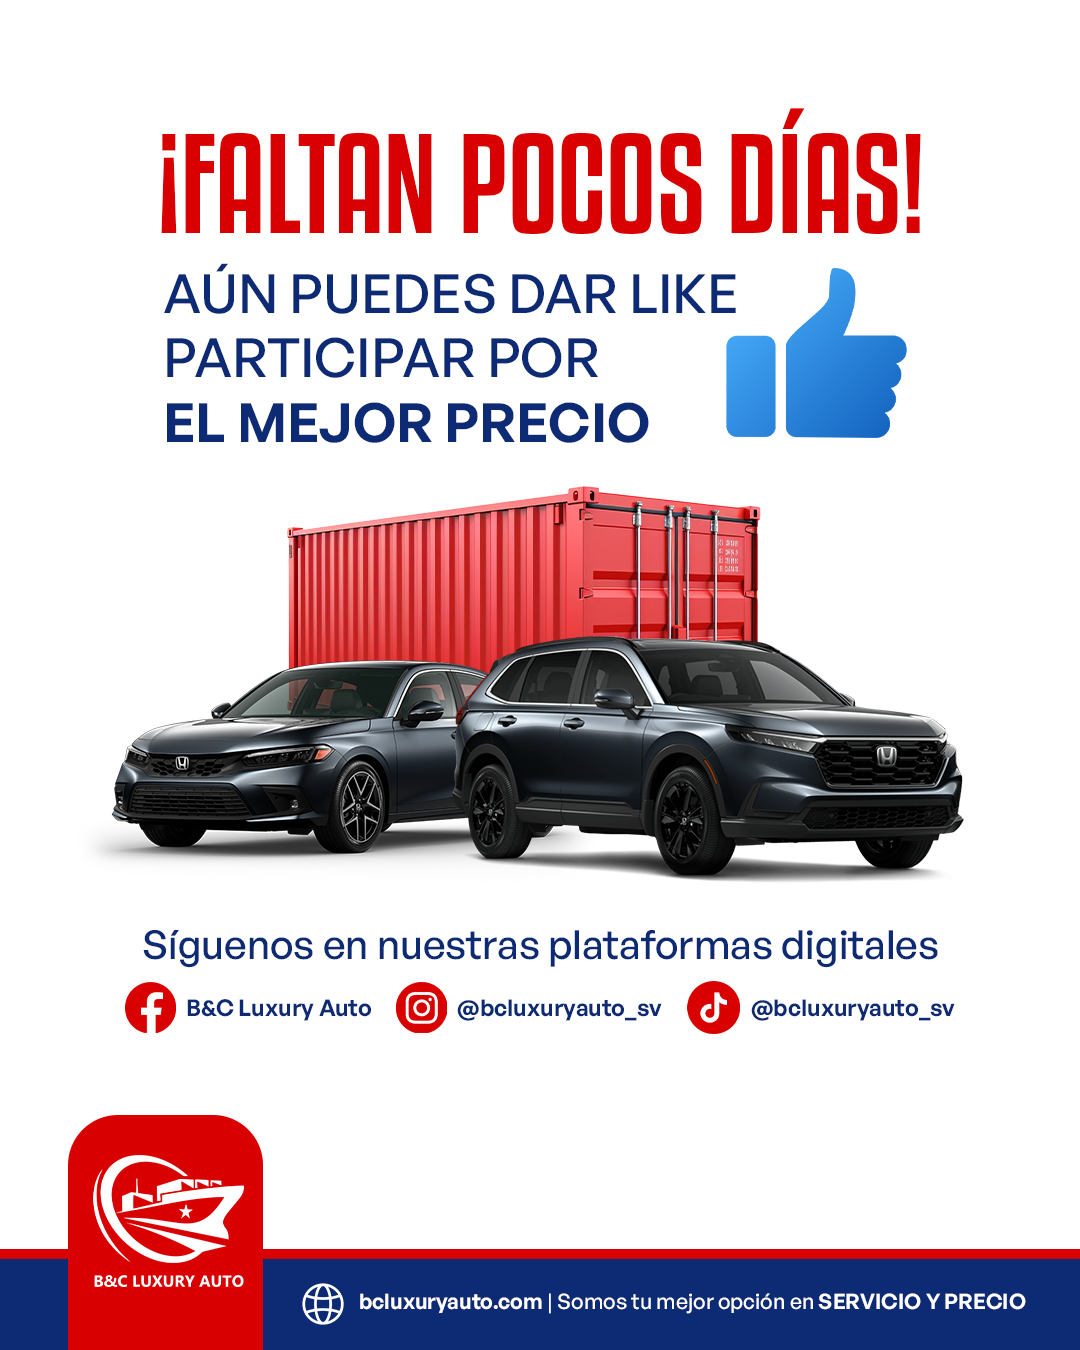 ¡FALTAN POCOS DÍAS!
AÚN PUEDES DAR LIKE
PARTICIPAR POR
EL MEJOR PRECIO
Síguenos en nuestras plataformas digitales
B&C Luxury Auto @bcluxuryauto_sv @bcluxuryauto_sv
B&C LUXURY AUTO
bcluxuryauto.com | Somos tu mejor opción en SERVICIO Y PRECIO